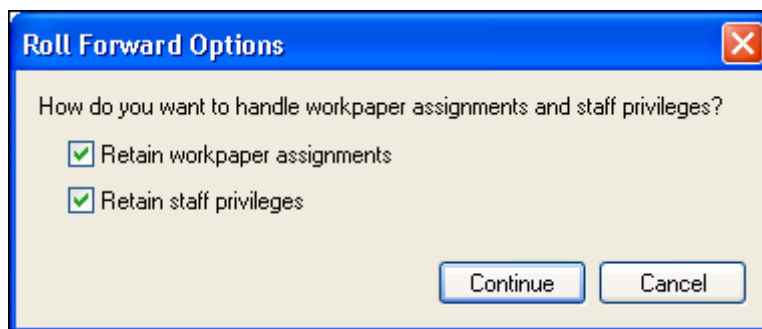 Roll Forward Options
How do you want to handle workpaper assignments and staff privileges?
Retain workpaper assignments
Retain staff privileges
Continue Cancel